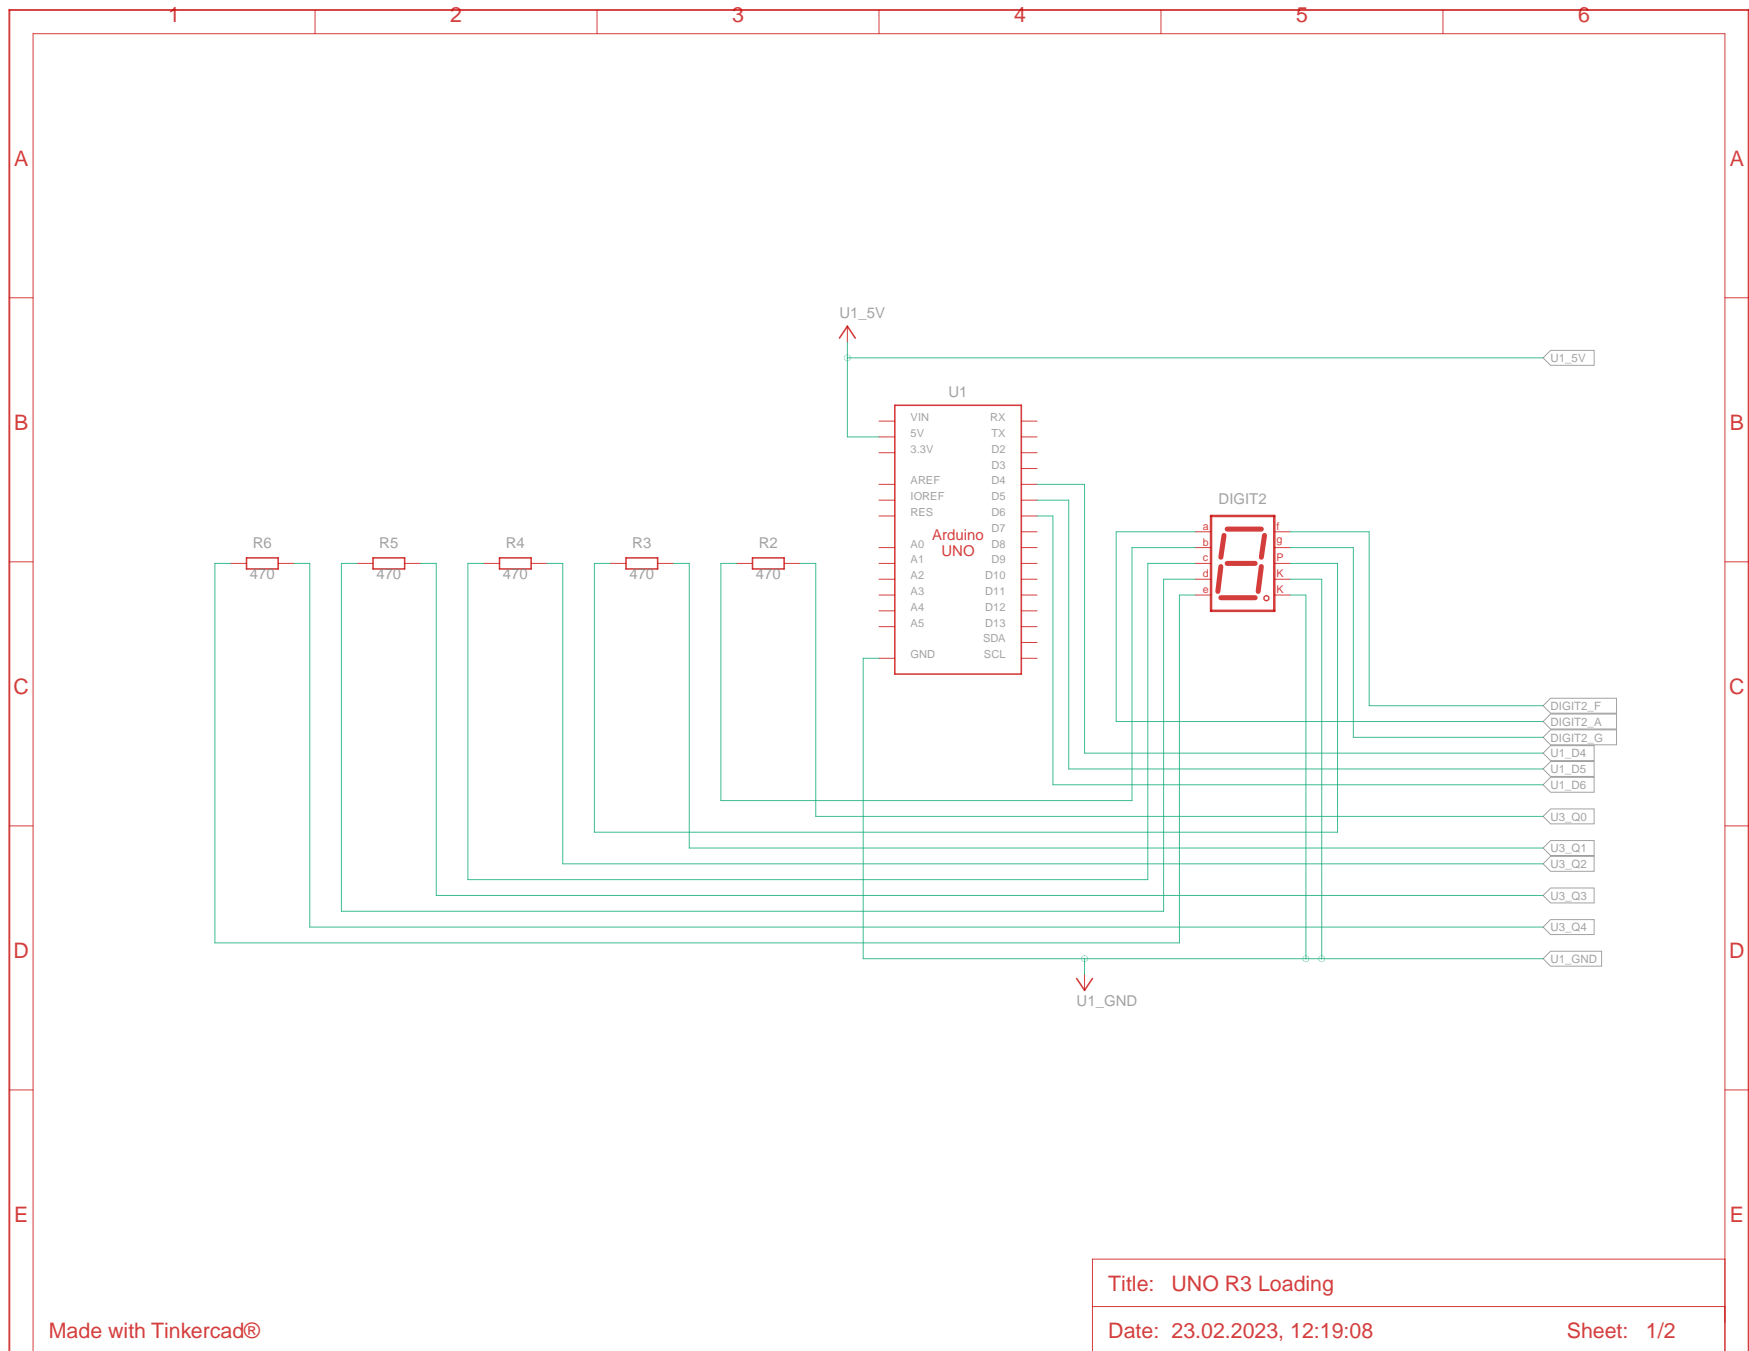 1 2 3 4 5 6
A A
U1_5V
U1_5V
U1
B B
VIN RX
5V TX
3.3V D2
D3
AREF D4
IOREF D5
RES D6
D7
Arduino
UNO
A0 D8
A1 D9
A2 D10
A3 D11
A4 D12
A5 D13
SDA
GND SCL
DIGIT2
a f
b g
c P
d K
e K
R6 R5 R4 R3 R2
470 470 470 470 470
C C
DIGIT2_F
DIGIT2_A
DIGIT2_G
U1_D4
U1_D5
U1_D6
U3_Q0
U3_Q1
U3_Q2
U3_Q3
U3_Q4
D D
U1_GND
U1_GND
E E
Title: UNO R3 Loading
Made with Tinkercad®
Date: 23.02.2023, 12:19:08 Sheet: 1/2